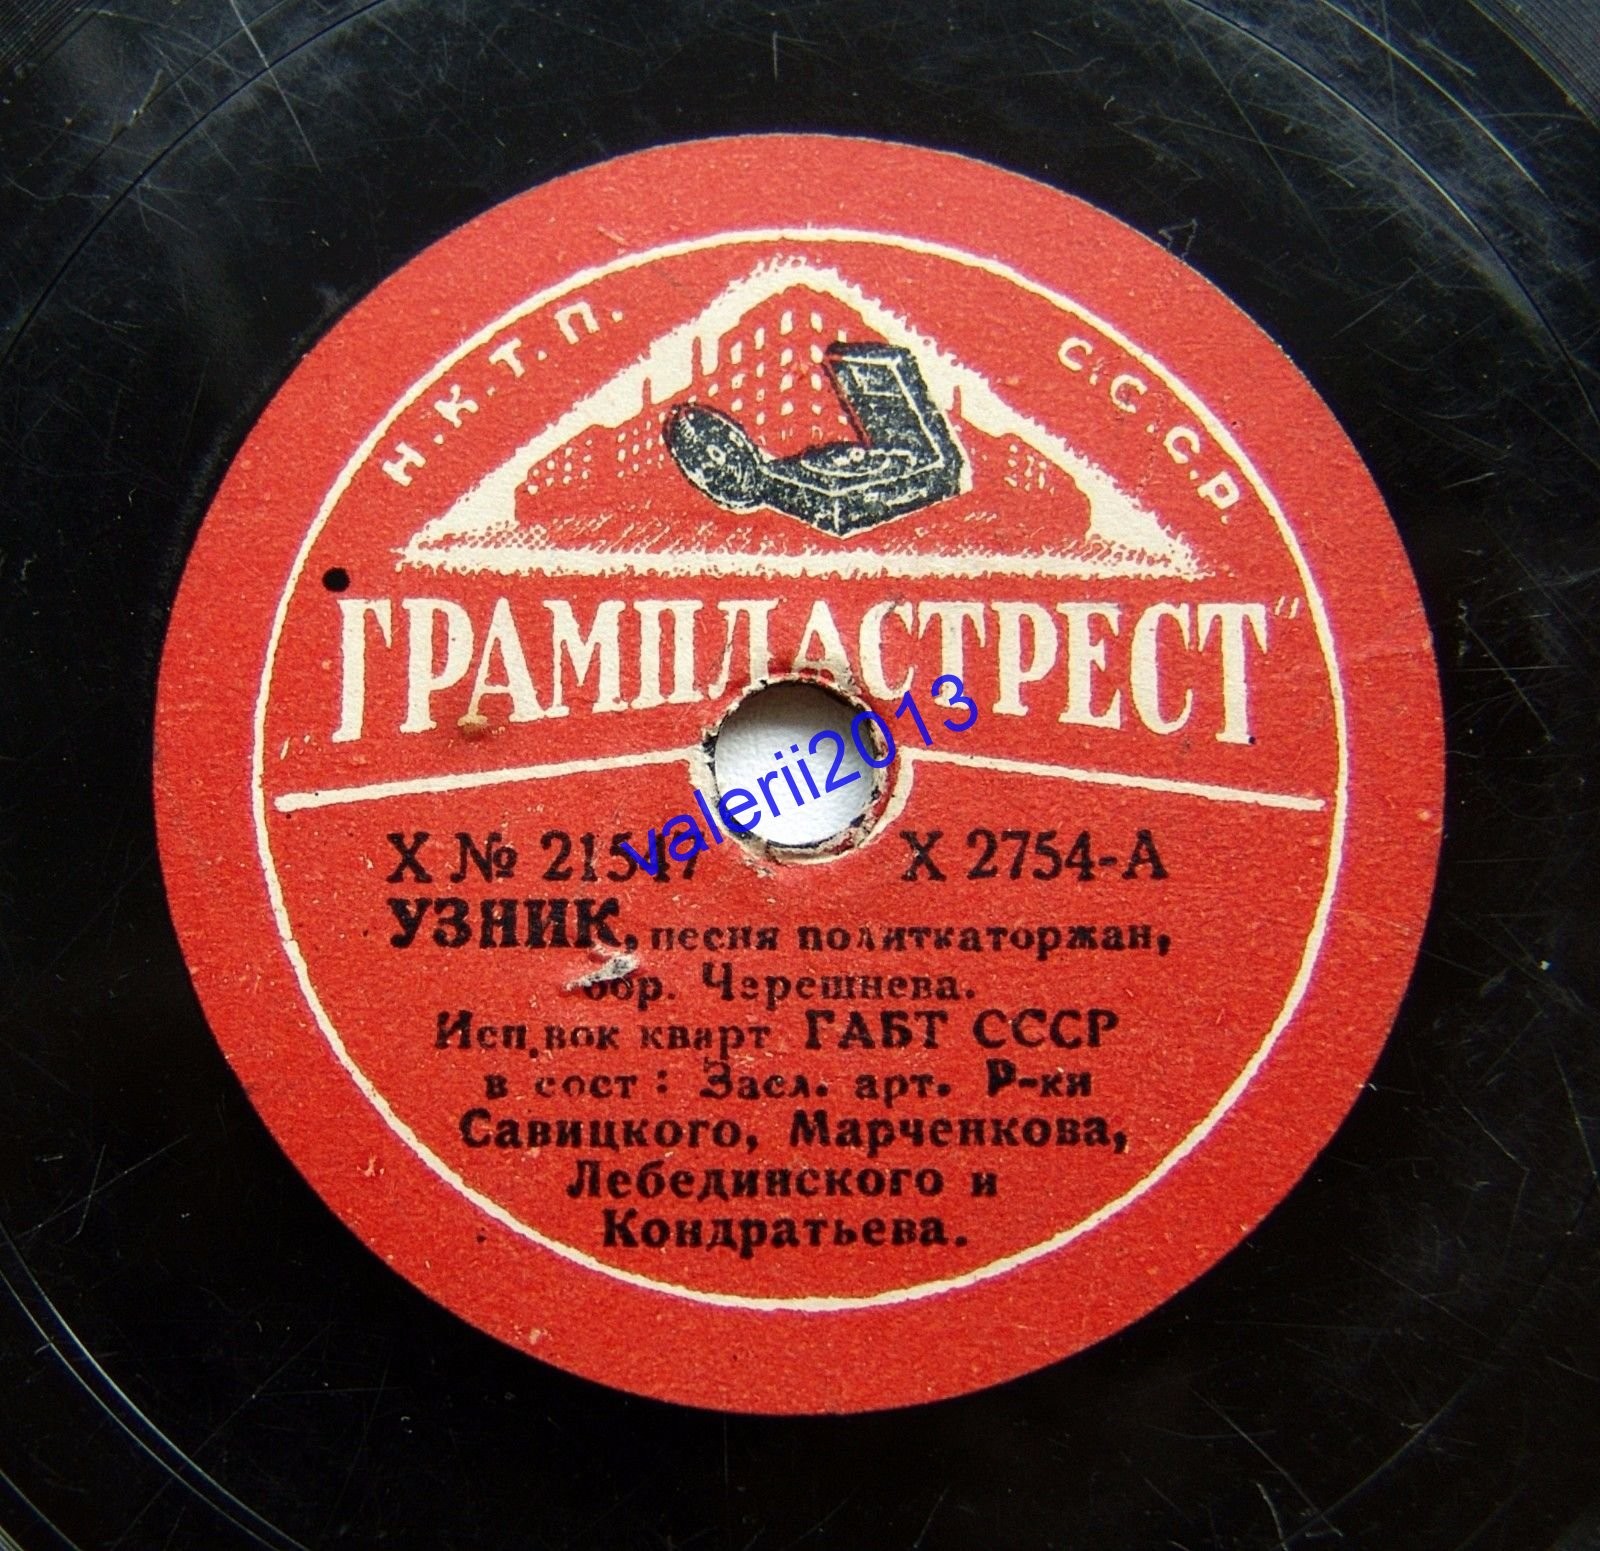 Н.К.Т.П. С.С.С.Р.
„ГРАМПЛАСТРЕСТ"
valerii2013
Х № 21547 Х 2754-А
УЗНИК, песня политкаторжан,
обр. Черешнева.
Исп. вок кварт ГАБТ СССР
в сост: Засл. арт. Р-ки
Савицкого, Марченкова,
Лебединского и
Кондратьева.